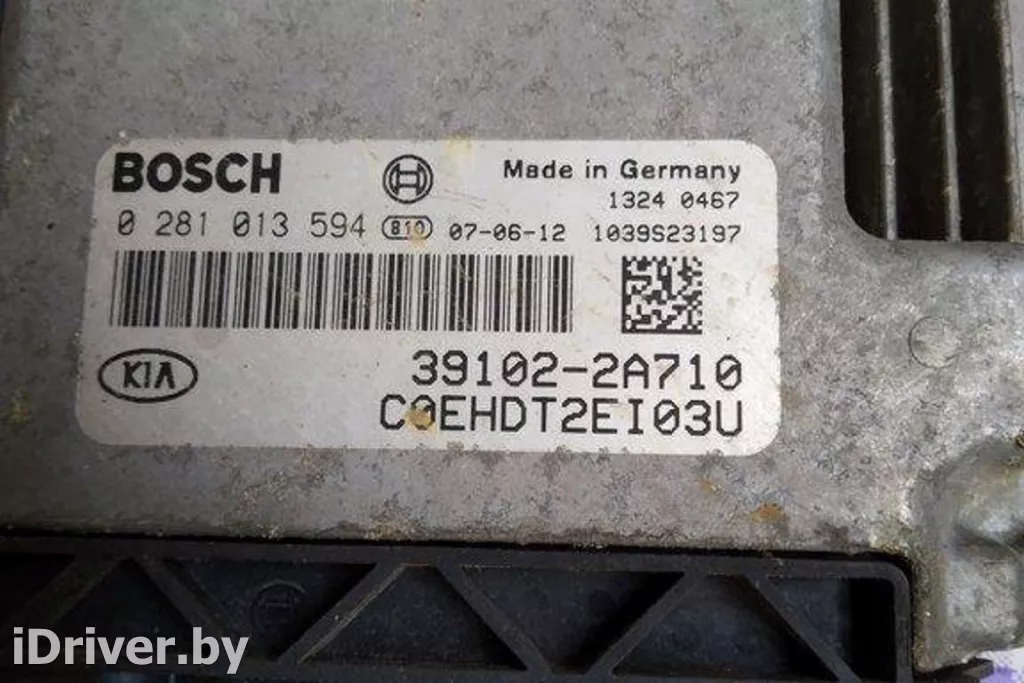 BOSCH
Made in Germany
1324 0467
0 281 013 594 810 07-06-12 1039S23197
KIA
39102-2A710
C0EHDT2EI03U
iDriver.by